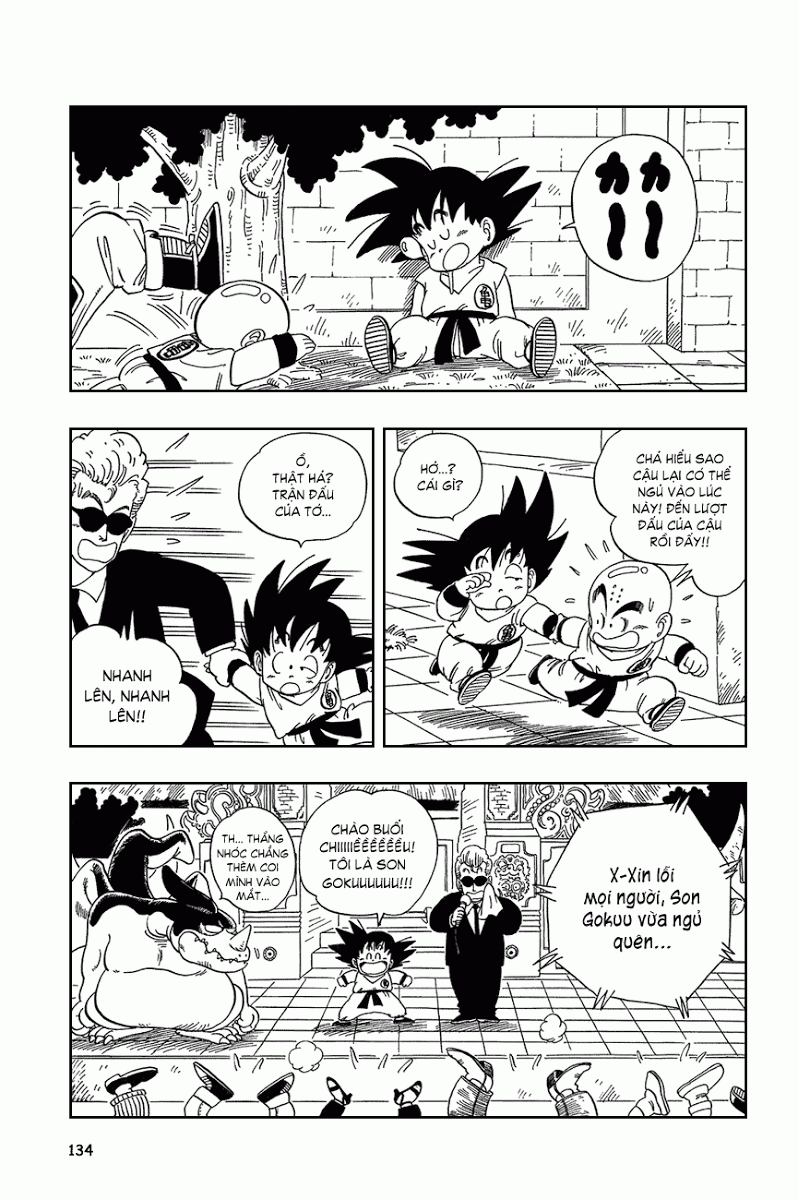 カー カー
Ồ,
THẬT HẢ?
TRẬN ĐẤU
CỦA TỚ...
NHANH
LÊN, NHANH
LÊN!!
HỚ...?
CÁI GÌ?
CHẢ HIỂU SAO
CẬU LẠI CÓ THỂ
NGỦ VÀO LÚC
NÀY! ĐẾN LƯỢT
ĐẤU CỦA CẬU
RỒI ĐẤY!!
TH... THẰNG
NHÓC CHẲNG
THÈM COI
MÌNH VÀO
MẮT...
CHÀO BUỔI
CHIIIIIỀỀỀỀỀỀU!
TÔI LÀ SON
GOKUUUUUU!!!
X-Xin lỗi
mọi người, Son
Gokuu vừa ngủ
quên...
134